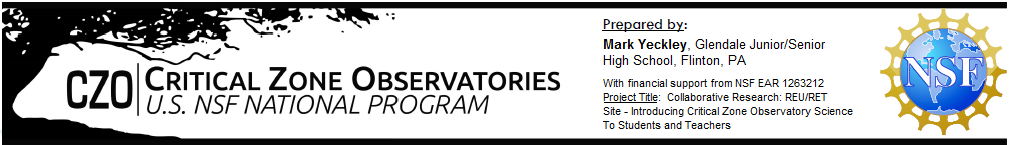 CZO CRITICAL ZONE OBSERVATORIES
U.S. NSF NATIONAL PROGRAM
Prepared by:
Mark Yeckley, Glendale Junior/Senior
High School, Flinton, PA
With financial support from NSF EAR 1263212
Project Title: Collaborative Research: REU/RET
Site - Introducing Critical Zone Observatory Science
To Students and Teachers
NSF